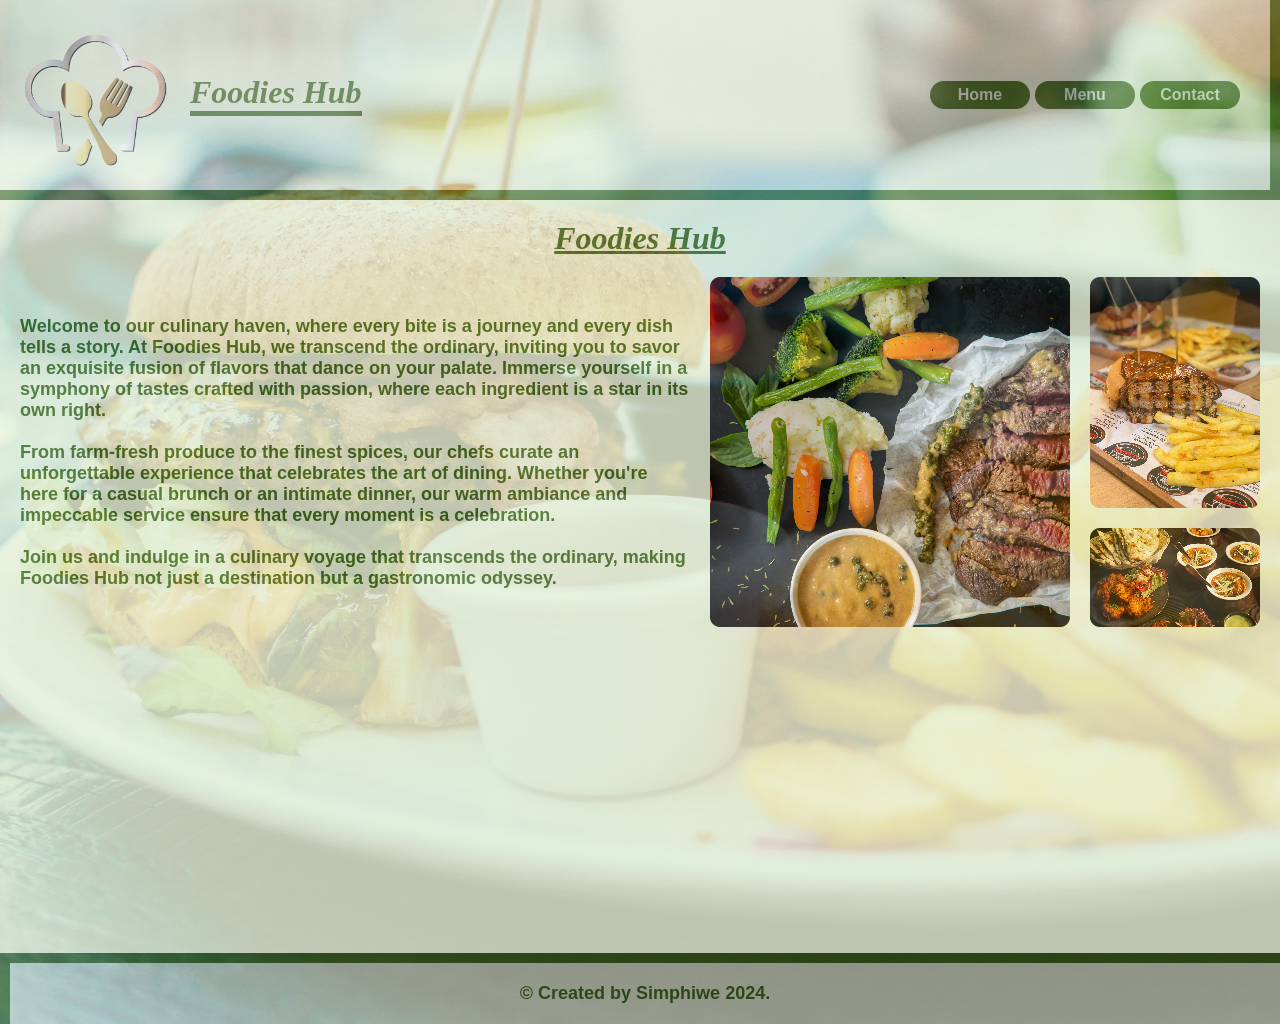 Foodies Hub
Home
Menu
Contact
Foodies Hub
Welcome to our culinary haven, where every bite is a journey and every dish
tells a story. At Foodies Hub, we transcend the ordinary, inviting you to savor
an exquisite fusion of flavors that dance on your palate. Immerse yourself in a
symphony of tastes crafted with passion, where each ingredient is a star in its
own right.
From farm-fresh produce to the finest spices, our chefs curate an
unforgettable experience that celebrates the art of dining. Whether you're
here for a casual brunch or an intimate dinner, our warm ambiance and
impeccable service ensure that every moment is a celebration.
Join us and indulge in a culinary voyage that transcends the ordinary, making
Foodies Hub not just a destination but a gastronomic odyssey.
© Created by Simphiwe 2024.